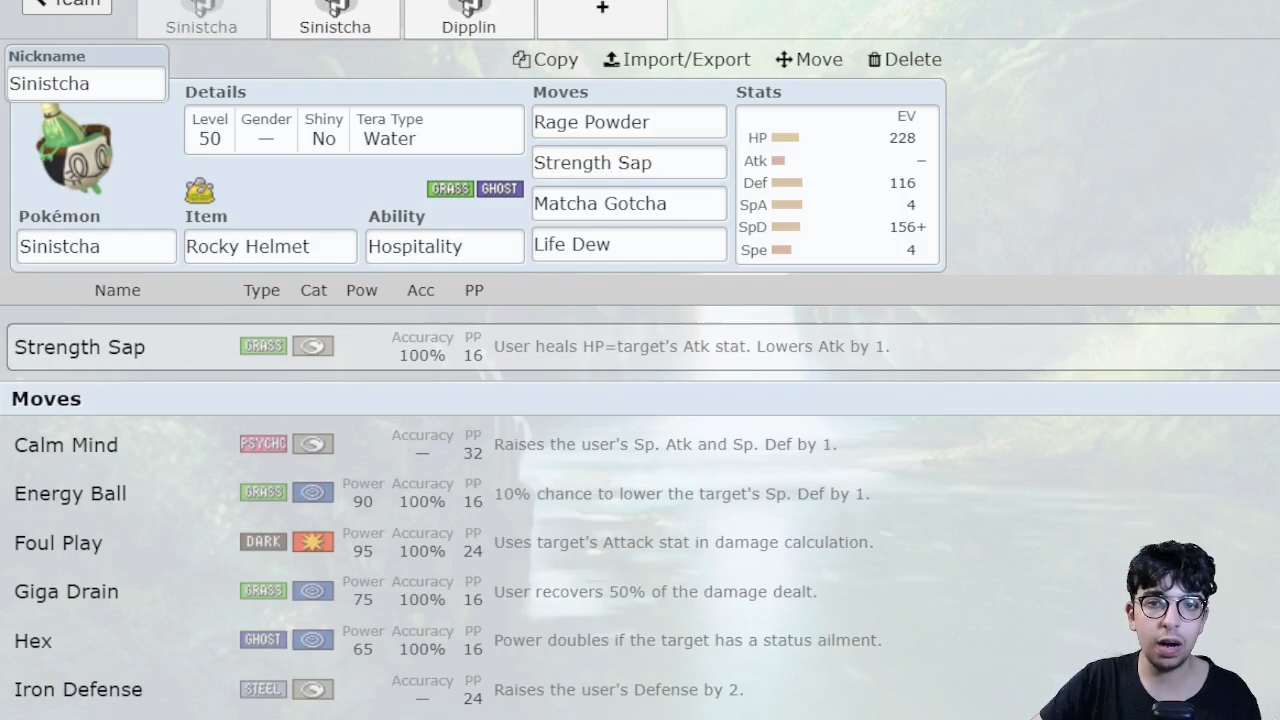 Team
Sinistcha Sinistcha Dipplin +
Nickname
Sinistcha
Copy Import/Export Move Delete
Details Moves Stats
Level Gender Shiny Tera Type
50 — No Water
Rage Powder
Strength Sap
Matcha Gotcha
Life Dew
EV
HP 228
Atk –
Def 116
SpA 4
SpD 156+
Spe 4
GRASS GHOST
Pokémon Item Ability
Sinistcha Rocky Helmet Hospitality
Name Type Cat Pow Acc PP
Strength Sap GRASS Accuracy 100% PP 16 User heals HP=target's Atk stat. Lowers Atk by 1.
Moves
Calm Mind PSYCHC Accuracy — PP 32 Raises the user's Sp. Atk and Sp. Def by 1.
Energy Ball GRASS Power 90 Accuracy 100% PP 16 10% chance to lower the target's Sp. Def by 1.
Foul Play DARK Power 95 Accuracy 100% PP 24 Uses target's Attack stat in damage calculation.
Giga Drain GRASS Power 75 Accuracy 100% PP 16 User recovers 50% of the damage dealt.
Hex GHOST Power 65 Accuracy 100% PP 16 Power doubles if the target has a status ailment.
Iron Defense STEEL Accuracy — PP 24 Raises the user's Defense by 2.